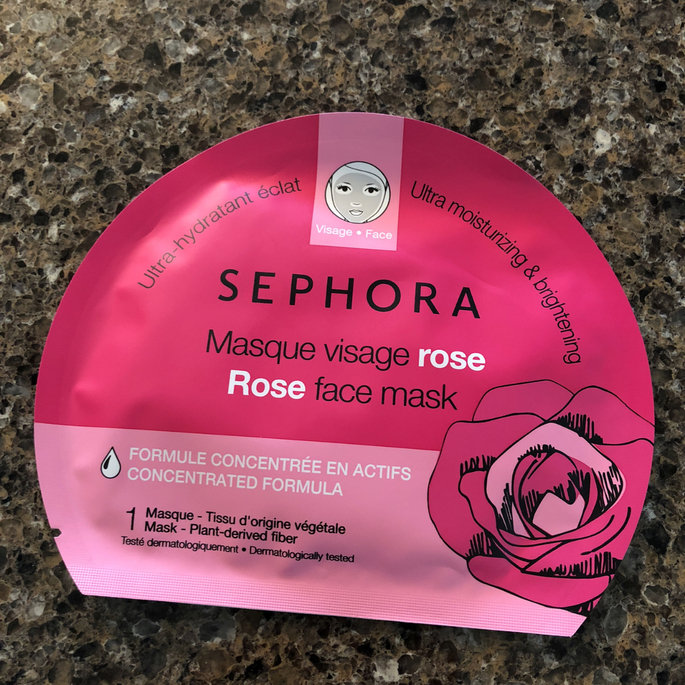 Ultra-hydratant éclat
Visage • Face
Ultra moisturizing & brightening
SEPHORA
Masque visage rose
Rose face mask
FORMULE CONCENTRÉE EN ACTIFS
CONCENTRATED FORMULA
1 Masque - Tissu d'origine végétale
Mask - Plant-derived fiber
Testé dermatologiquement • Dermatologically tested